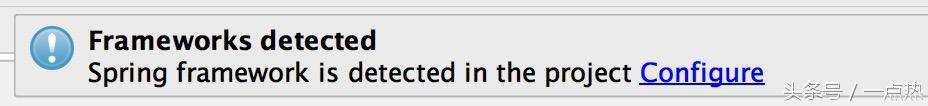 Frameworks detected
Spring framework is detected in the project Configure
头条号 / 一点热